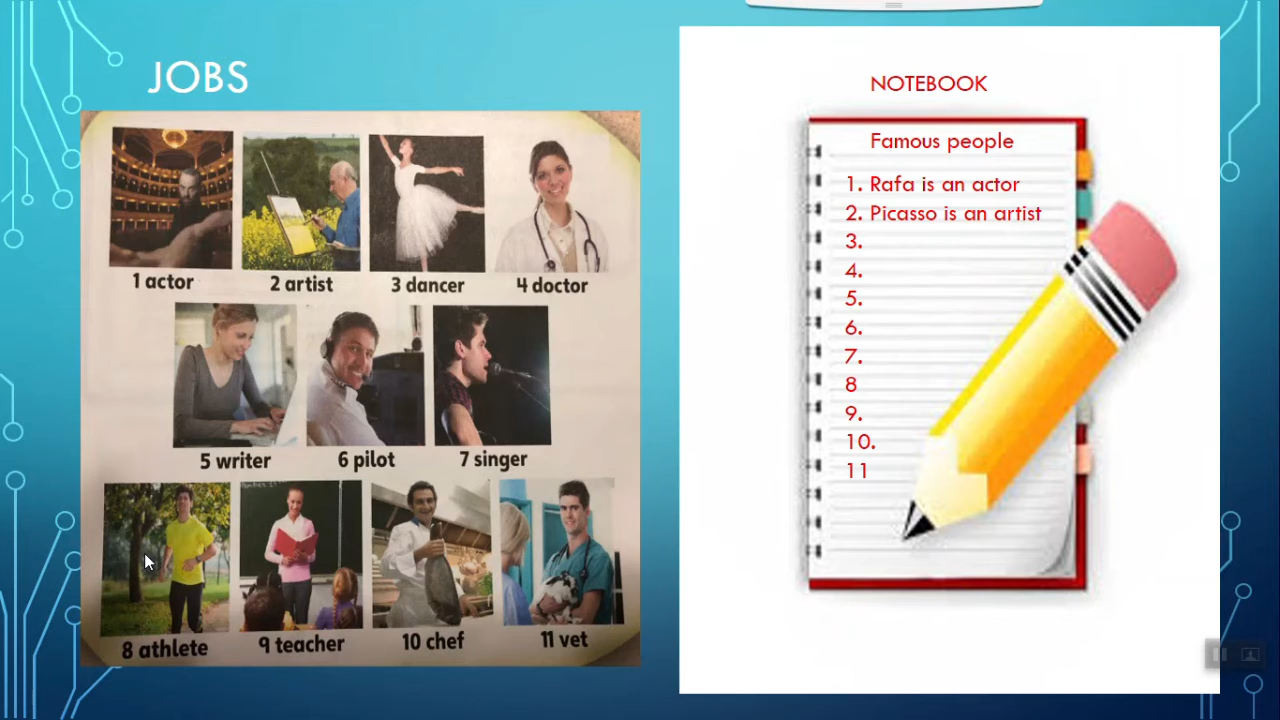 JOBS
1 actor
2 artist
3 dancer
4 doctor
5 writer
6 pilot
7 singer
8 athlete
9 teacher
10 chef
11 vet
NOTEBOOK
Famous people
1. Rafa is an actor
2. Picasso is an artist
3.
4.
5.
6.
7.
8
9.
10.
11